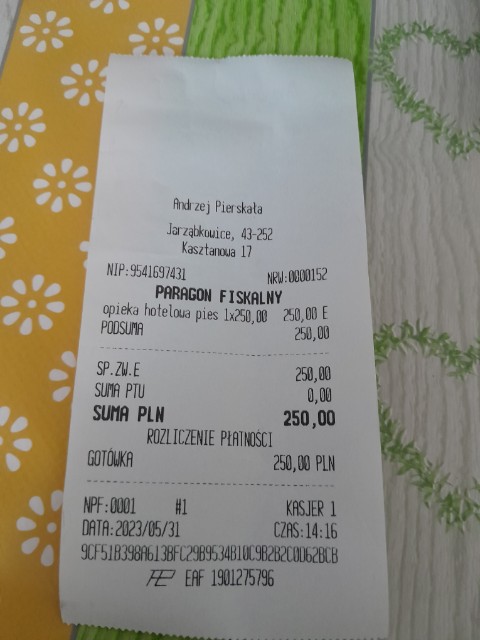 Andrzej Pierskała
Jarząbkowice, 43-252
Kasztanowa 17
NIP:9541697431 NRW:0000152
PARAGON FISKALNY
opieka hotelowa pies 1x250,00 250,00 E
PODSUMA 250,00
SP.ZW.E 250,00
SUMA PTU 0,00
SUMA PLN 250,00
ROZLICZENIE PŁATNOŚCI
GOTÓWKA 250,00 PLN
NPF:0001 #1 KASJER 1
DATA:2023/05/31 CZAS:14:16
9CF51B398A613BFC29B9534B10C9B2B2C0D62BCB
EAF 1901275796